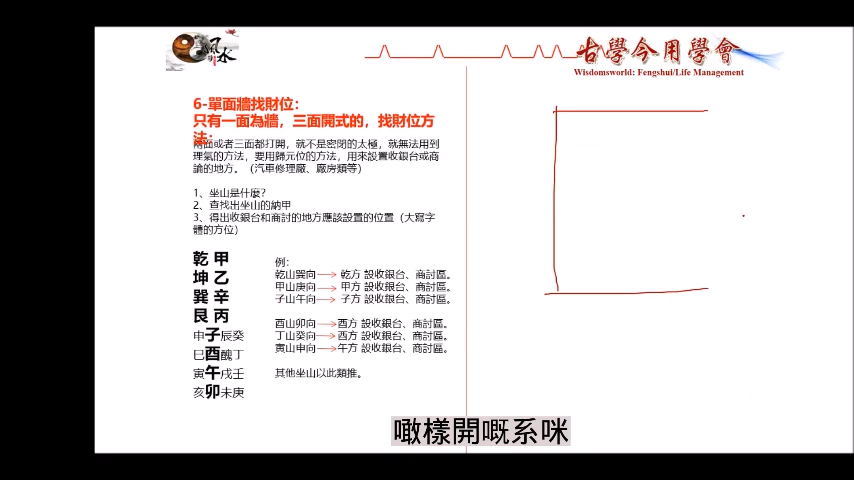 風水
古學今用學會
Wisdomsworld: Fengshui/Life Management
6-單面牆找財位：
只有一面為牆，三面開式的，找財位方
法：
兩面或者三面都打開，就不是密閉的太極，就無法用到
理氣的方法，要用歸元位的方法，用來設置收銀台或商
論的地方。（汽車修理廠、廠房類等）
1、坐山是什麼？
2、查找出坐山的納甲
3、得出收銀台和商討的地方應該設置的位置（大寫字
體的方位）
乾 甲
坤 乙
巽 辛
艮 丙
申子辰癸
巳酉醜丁
寅午戌壬
亥卯未庚
例：
乾山巽向 乾方 設收銀台、商討區。
甲山庚向 甲方 設收銀台、商討區。
子山午向 子方 設收銀台、商討區。
酉山卯向 酉方 設收銀台、商討區。
丁山癸向 酉方 設收銀台、商討區。
寅山申向 午方 設收銀台、商討區。
其他坐山以此類推。
噉樣開嘅系咪